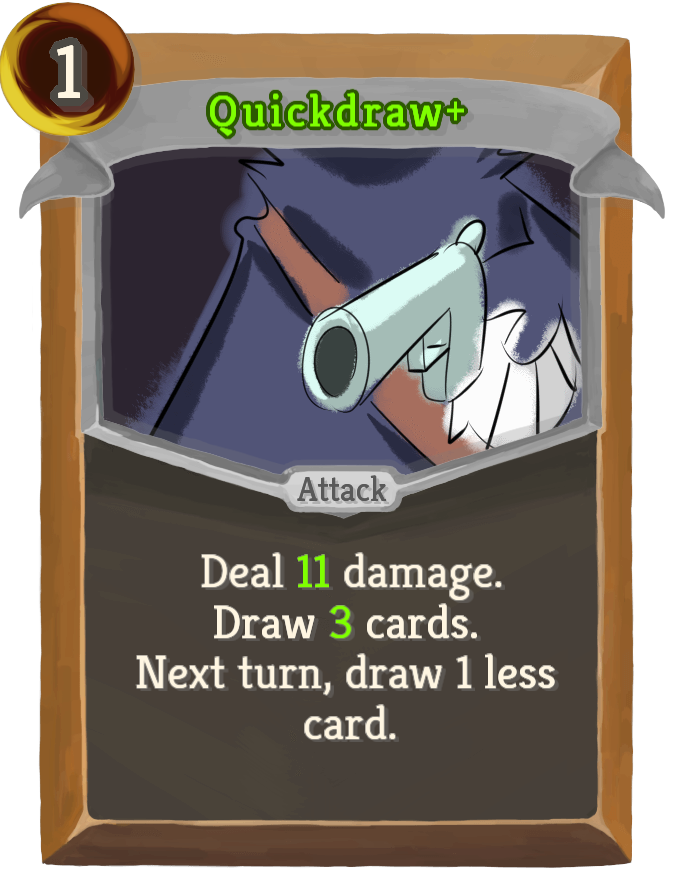 1
Quickdraw+
Attack
Deal 11 damage.
Draw 3 cards.
Next turn, draw 1 less
card.